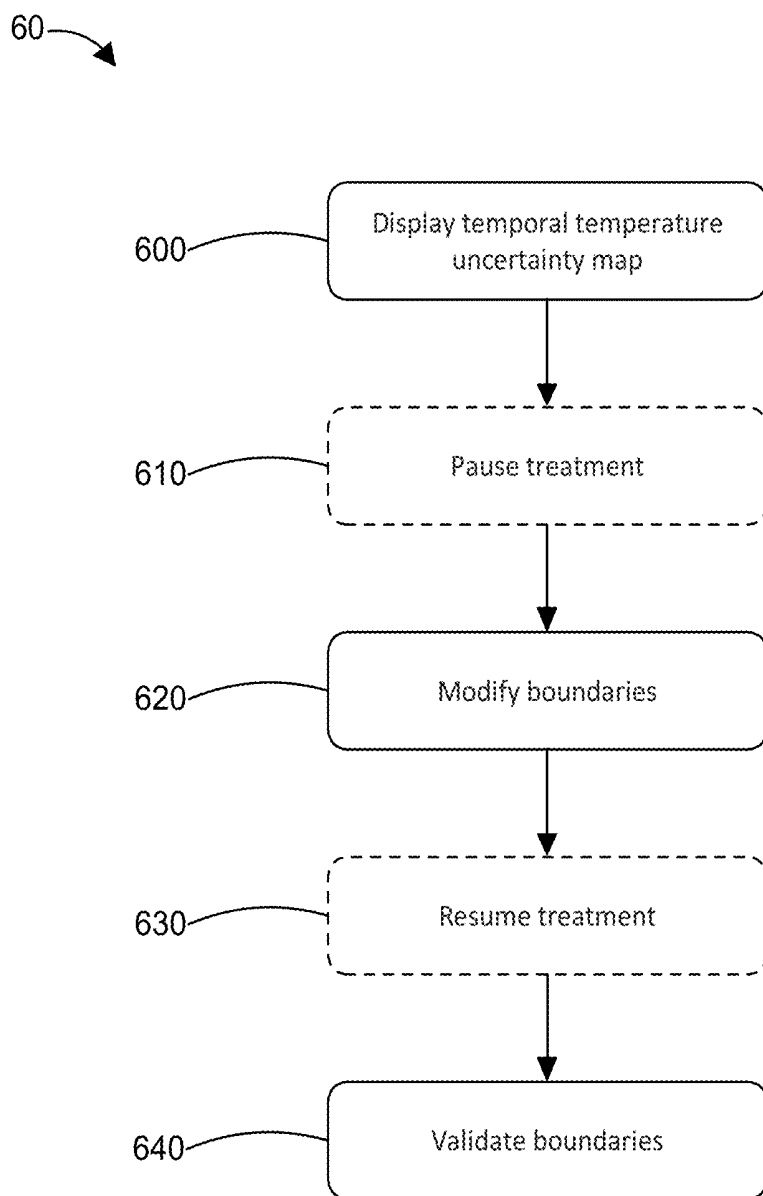 60
600
Display temporal temperature
uncertainty map
610
Pause treatment
620
Modify boundaries
630
Resume treatment
640
Validate boundaries